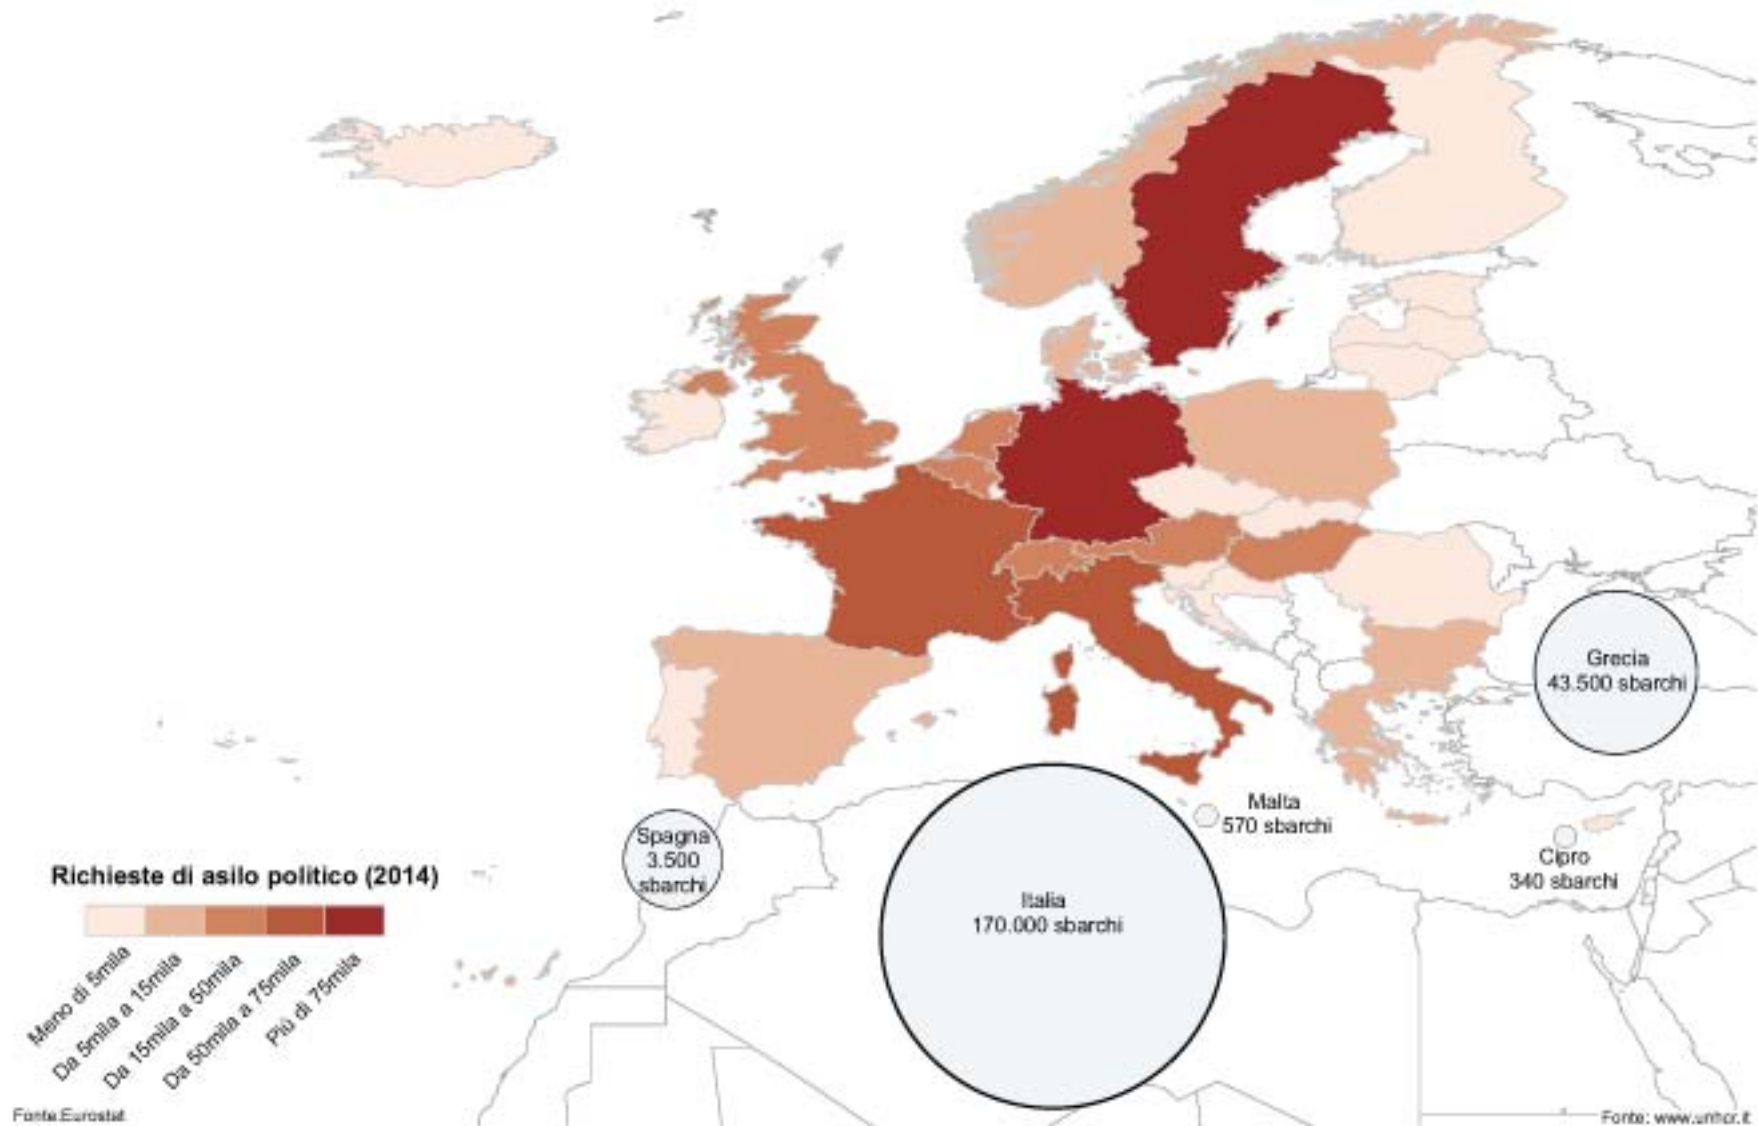 Grecia
43.500 sbarchi
Malta
570 sbarchi
Spagna
3.500
sbarchi
Cipro
340 sbarchi
Italia
170.000 sbarchi
Richieste di asilo politico (2014)
Meno di 5mila
Da 5mila a 15mila
Da 15mila a 50mila
Da 50mila a 75mila
Più di 75mila
Fonte:Eurostat
Fonte: www.unhcr.it